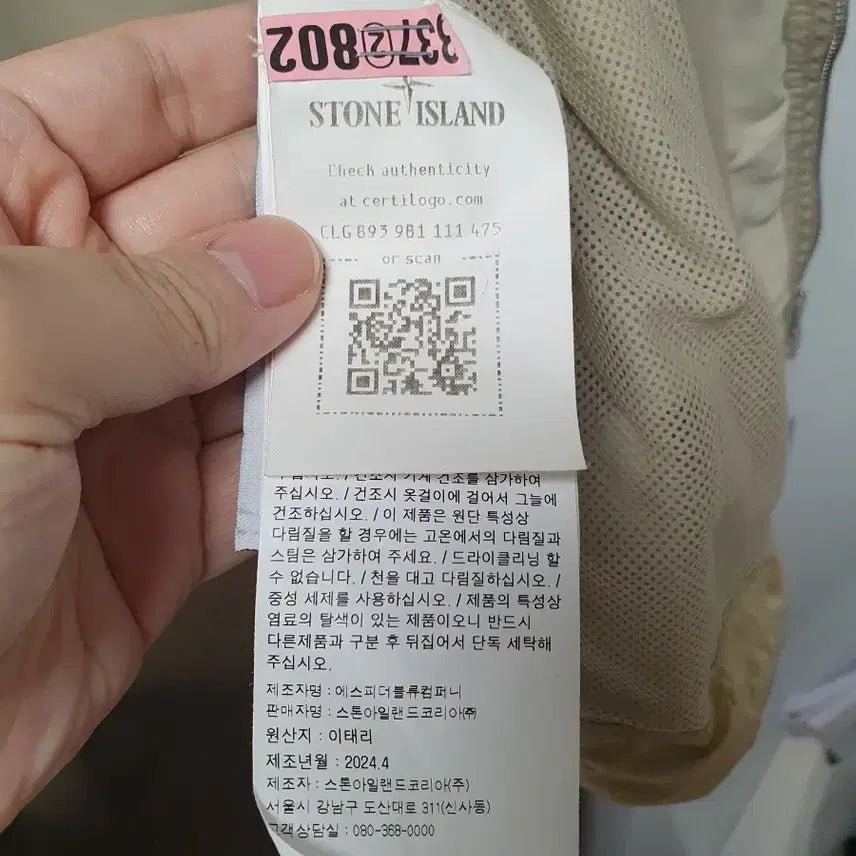 337② 802
STONE ISLAND
Check authenticity
at certilogo.com
CLG 893 981 111 475
or scan
주십시오. / 건조시 기계 건조를 삼가하여
주십시오. / 건조시 옷걸이에 걸어서 그늘에
건조하십시오. / 이 제품은 원단 특성상
다림질을 할 경우에는 고온에서의 다림질과
스팀은 삼가하여 주세요. / 드라이클리닝 할
수 없습니다. / 천을 대고 다림질하십시오. /
중성 세제를 사용하십시오. / 제품의 특성상
염료의 탈색이 있는 제품이오니 반드시
다른제품과 구분 후 뒤집어서 단독 세탁해
주십시오.
제조자명 : 에스피더블류컴퍼니
판매자명 : 스톤아일랜드코리아㈜
원산지 : 이태리
제조년월 : 2024.4
제조자 : 스톤아일랜드코리아(주)
서울시 강남구 도산대로 311(신사동)
고객상담실 : 080-368-0000